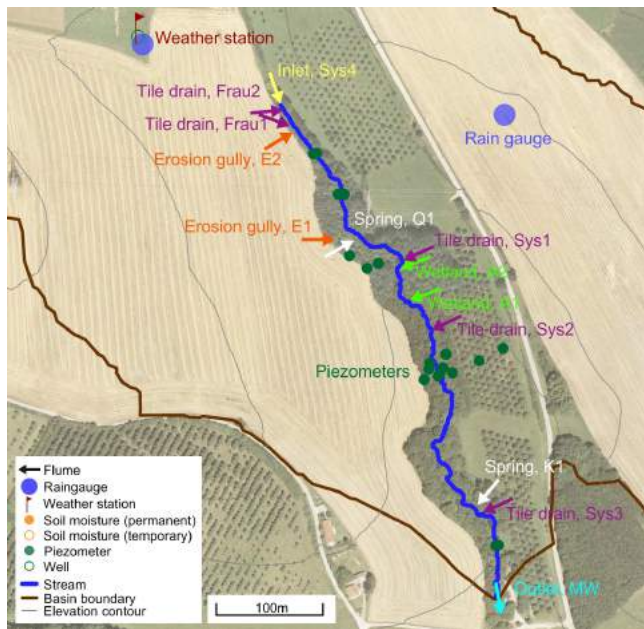 Weather station
Inlet, Sys4
Tile drain, Frau2
Tile drain, Frau1
Rain gauge
Erosion gully, E2
Spring, Q1
Erosion gully, E1
Tile drain, Sys1
Wetland,
Wetland,
Tile drain, Sys2
Piezometers
Spring, K1
Tile drain, Sys3
Outlet, MW
Flume
Raingauge
Weather station
Soil moisture (permanent)
Soil moisture (temporary)
Piezometer
Well
Stream
Basin boundary
Elevation contour
100m